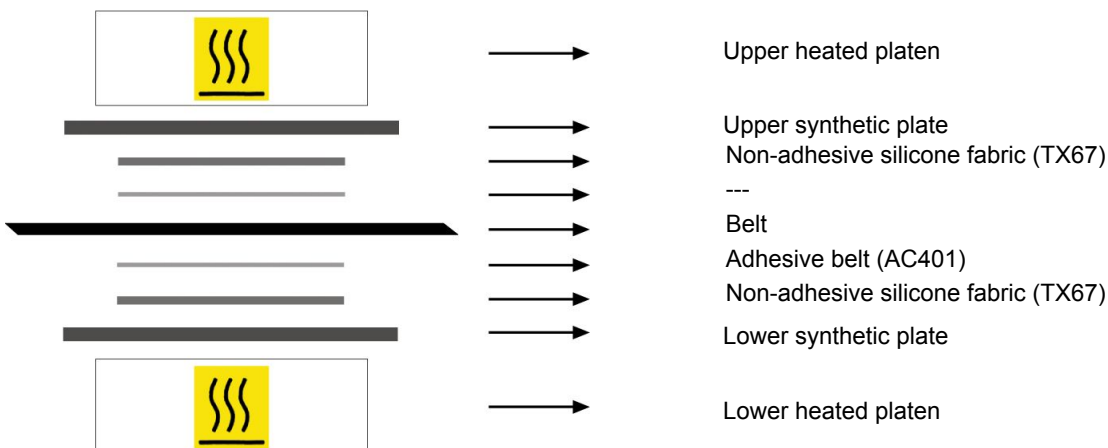 Upper heated platen
Upper synthetic plate
Non-adhesive silicone fabric (TX67)
---
Belt
Adhesive belt (AC401)
Non-adhesive silicone fabric (TX67)
Lower synthetic plate
Lower heated platen